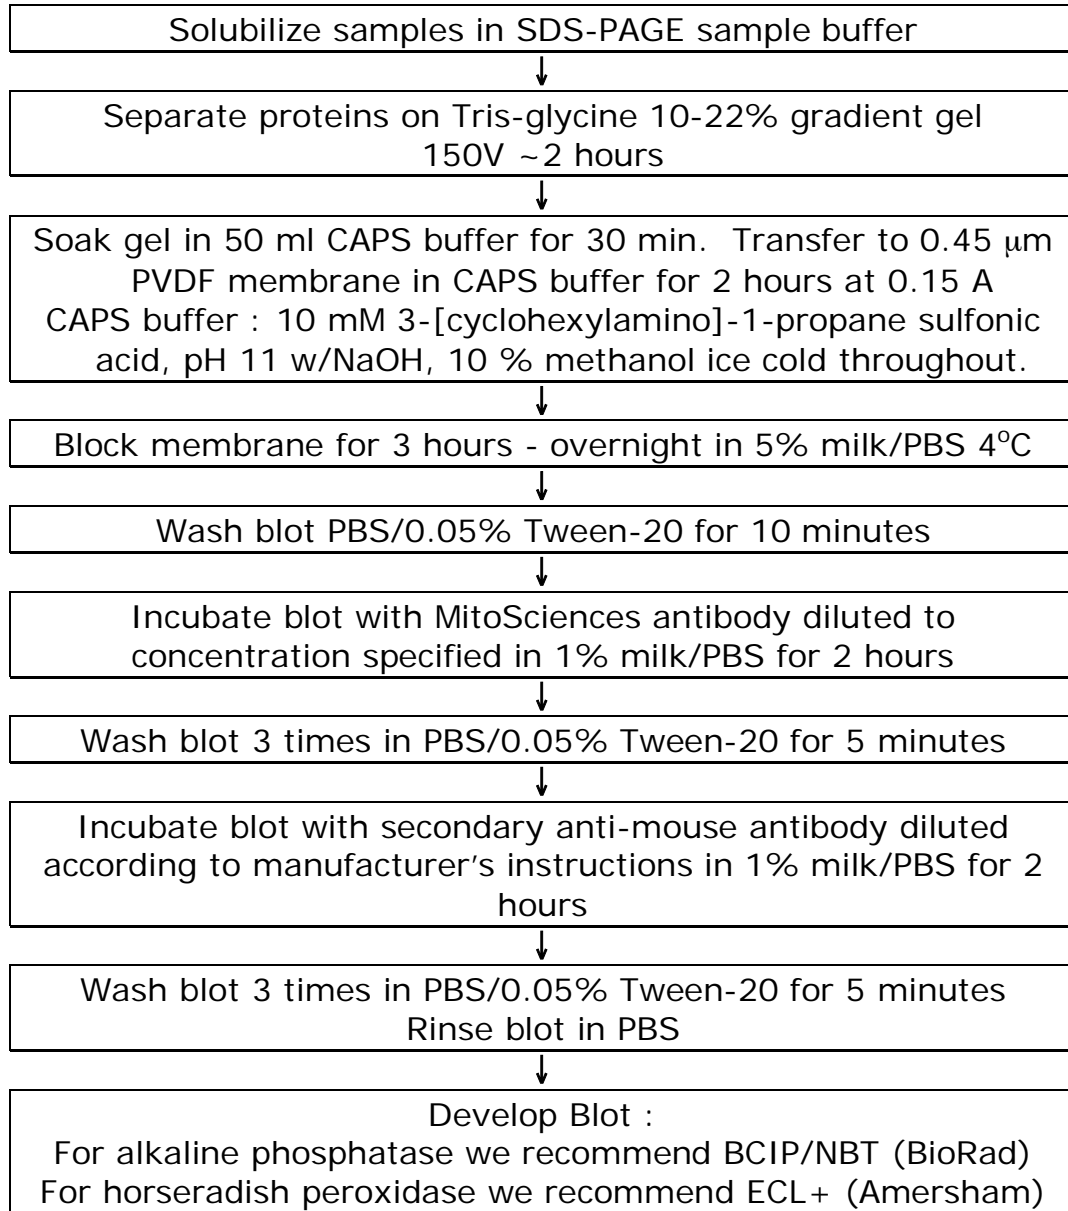 Solubilize samples in SDS-PAGE sample buffer
Separate proteins on Tris-glycine 10-22% gradient gel
150V ~2 hours
Soak gel in 50 ml CAPS buffer for 30 min.  Transfer to 0.45 μm
PVDF membrane in CAPS buffer for 2 hours at 0.15 A
CAPS buffer : 10 mM 3-[cyclohexylamino]-1-propane sulfonic
acid, pH 11 w/NaOH, 10 % methanol ice cold throughout.
Block membrane for 3 hours - overnight in 5% milk/PBS 4°C
Wash blot PBS/0.05% Tween-20 for 10 minutes
Incubate blot with MitoSciences antibody diluted to
concentration specified in 1% milk/PBS for 2 hours
Wash blot 3 times in PBS/0.05% Tween-20 for 5 minutes
Incubate blot with secondary anti-mouse antibody diluted
according to manufacturer’s instructions in 1% milk/PBS for 2
hours
Wash blot 3 times in PBS/0.05% Tween-20 for 5 minutes
Rinse blot in PBS
Develop Blot :
For alkaline phosphatase we recommend BCIP/NBT (BioRad)
For horseradish peroxidase we recommend ECL+ (Amersham)